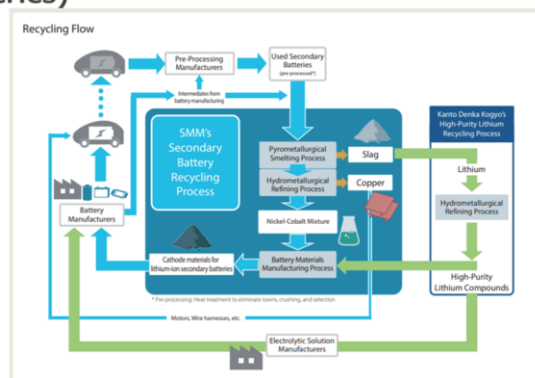 Recycling Flow
Pre-Processing
Manufacturers
Used Secondary
Batteries
(pre-processed*)
Intermediates from
battery manufacturing
Kanto Denka Kogyo's
High-Purity Lithium
Recycling Process
SMM's
Secondary
Battery
Recycling
Process
Pyrometallurgical
Smelting Process
Slag
Lithium
Hydrometallurgical
Refining Process
Copper
Hydrometallurgical
Refining Process
Battery
Manufacturers
Nickel-Cobalt Mixture
Cathode materials for
lithium-ion secondary batteries
Battery Materials
Manufacturing Process
High-Purity
Lithium Compounds
* Pre-processing: Heat treatment to eliminate toxins, crushing, and selection
Motors, Wire harnesses, etc.
Electrolytic Solution
Manufacturers